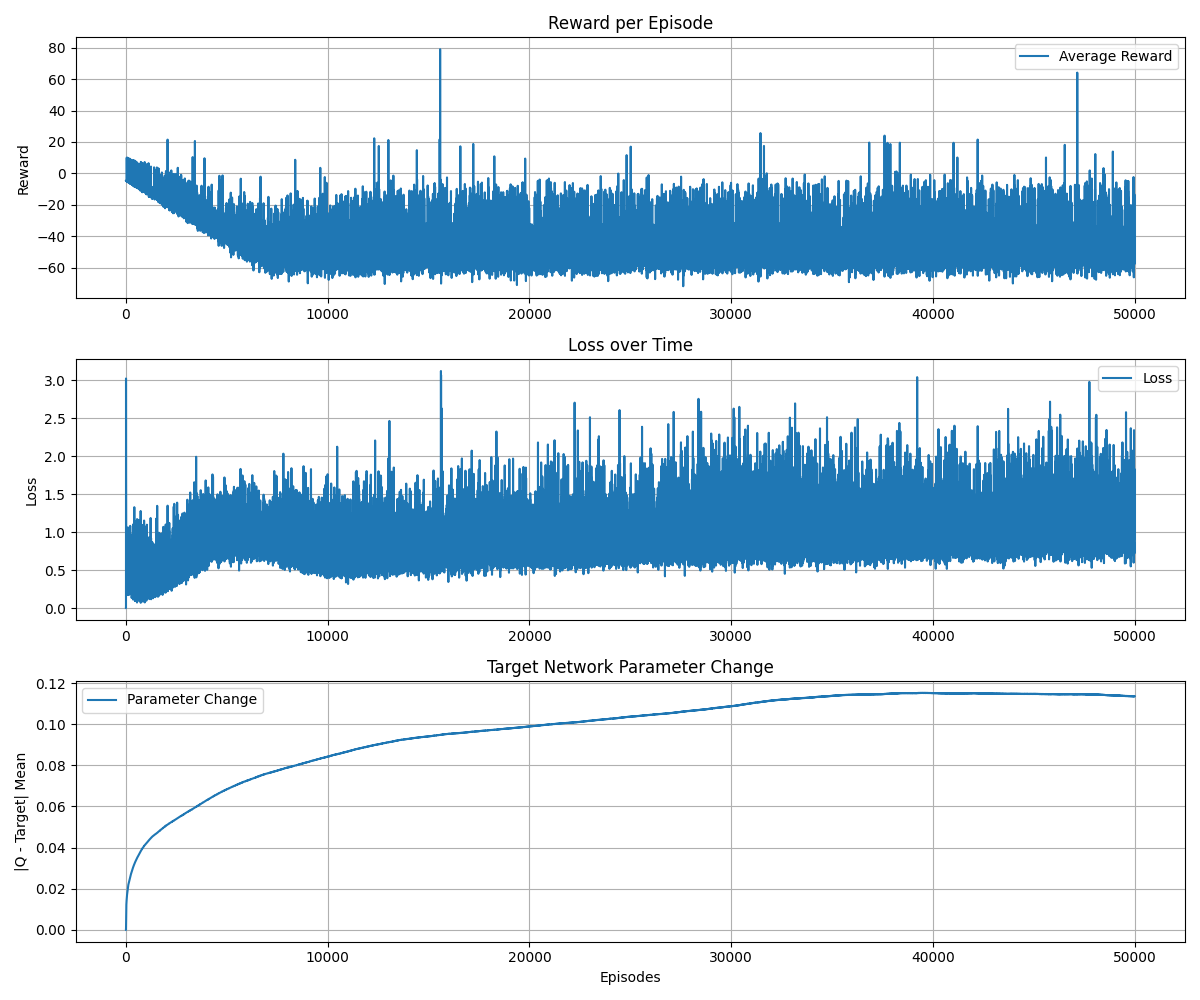 Reward per Episode
Reward
80
60
40
20
0
−20
−40
−60
Average Reward
0 10000 20000 30000 40000 50000
Loss over Time
Loss
3.0
2.5
2.0
1.5
1.0
0.5
0.0
Loss
0 10000 20000 30000 40000 50000
Target Network Parameter Change
|Q - Target| Mean
0.12
0.10
0.08
0.06
0.04
0.02
0.00
Parameter Change
0 10000 20000 30000 40000 50000
Episodes